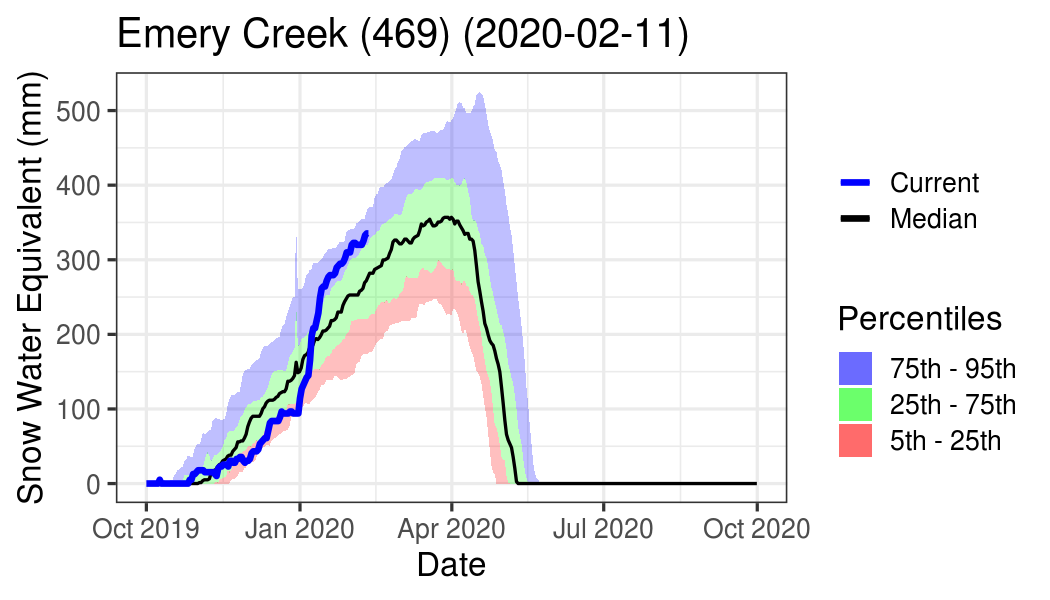 Emery Creek (469) (2020-02-11)
Snow Water Equivalent (mm)
500
400
300
200
100
0
Oct 2019
Jan 2020
Apr 2020
Jul 2020
Oct 2020
Date
Current
Median
Percentiles
75th - 95th
25th - 75th
5th - 25th